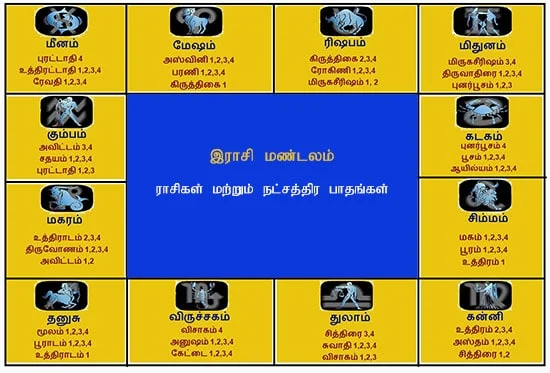 மீனம்
புரட்டாதி 4
உத்திரட்டாதி 1,2,3,4
ரேவதி 1,2,3,4
மேஷம்
அஸ்வினி 1,2,3,4
பரணி 1,2,3,4
கிருத்திகை 1
ரிஷபம்
கிருத்திகை 2,3,4
ரோகிணி 1,2,3,4
மிருகசீரிஷம் 1, 2
மிதுனம்
மிருகசீரிஷம் 3,4
திருவாதிரை 1,2,3,4
புனர்பூசம் 1,2,3
கும்பம்
அவிட்டம் 3,4
சதயம் 1,2,3,4
புரட்டாதி 1,2,3
இராசி மண்டலம்
ராசிகள் மற்றும் நட்சத்திர பாதங்கள்
கடகம்
புனர்பூசம் 4
பூசம் 1,2,3,4
ஆயில்யம் 1,2,3,4
மகரம்
உத்திராடம் 2,3,4
திருவோணம் 1,2,3,4
அவிட்டம் 1,2
சிம்மம்
மகம் 1,2,3,4
பூரம் 1,2,3,4
உத்திரம் 1
தனுசு
மூலம் 1,2,3,4
பூராடம் 1,2,3,4
உத்திராடம் 1
விருச்சகம்
விசாகம் 4
அனுஷம் 1,2,3,4
கேட்டை 1,2,3,4
துலாம்
சித்திரை 3,4
சுவாதி 1,2,3,4
விசாகம் 1,2,3
கன்னி
உத்திரம் 2,3,4
அஸ்தம் 1,2,3,4
சித்திரை 1,2